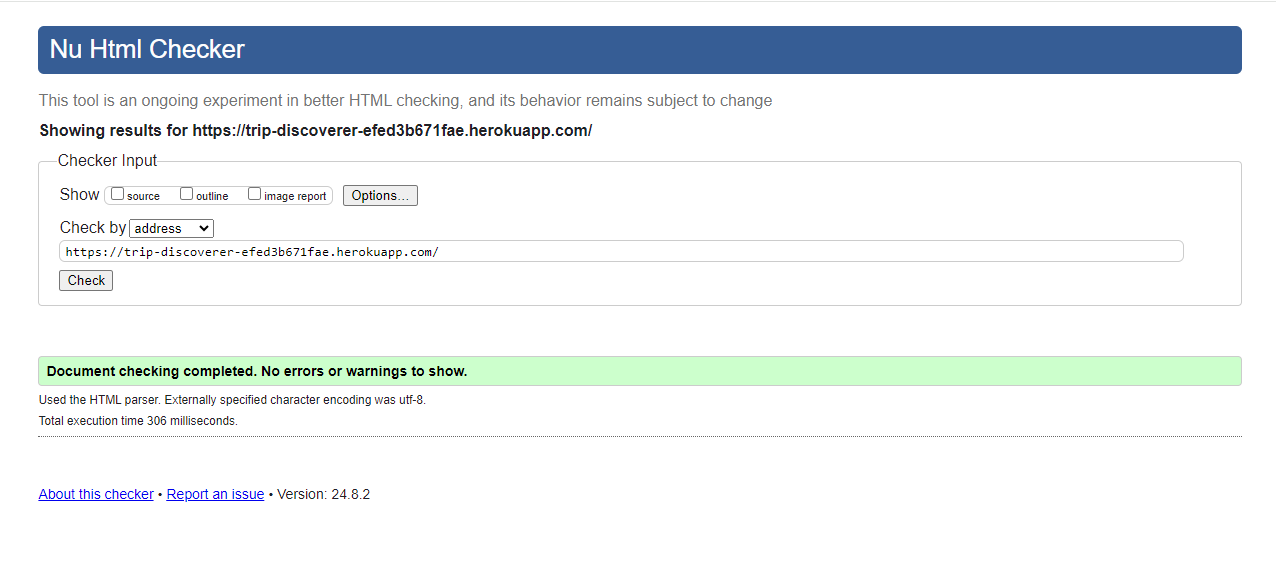 Nu Html Checker
This tool is an ongoing experiment in better HTML checking, and its behavior remains subject to change
Showing results for https://trip-discoverer-efed3b671fae.herokuapp.com/
Checker Input
Show source outline image report Options...
Check by address
https://trip-discoverer-efed3b671fae.herokuapp.com/
Check
Document checking completed. No errors or warnings to show.
Used the HTML parser. Externally specified character encoding was utf-8.
Total execution time 306 milliseconds.
About this checker • Report an issue • Version: 24.8.2